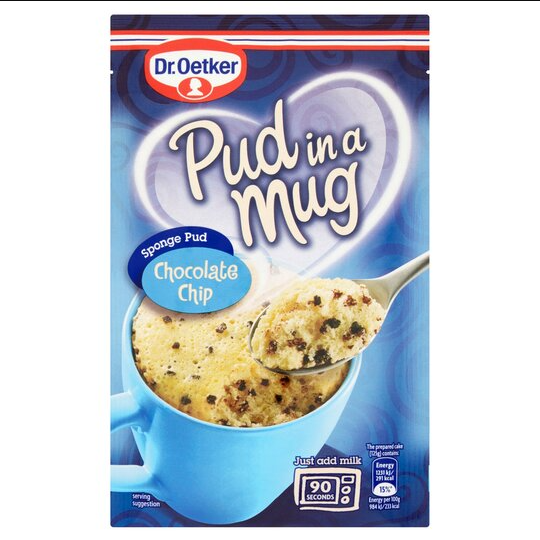 Dr.Oetker
Pud in a
Mug
Sponge Pud
Chocolate
Chip
Just add milk
90
SECONDS
The prepared cake
(125g) contains:
Energy
1231 kJ/
291 kcal
15%*
Energy per 100g
984 kJ/233 kcal
serving
suggestion